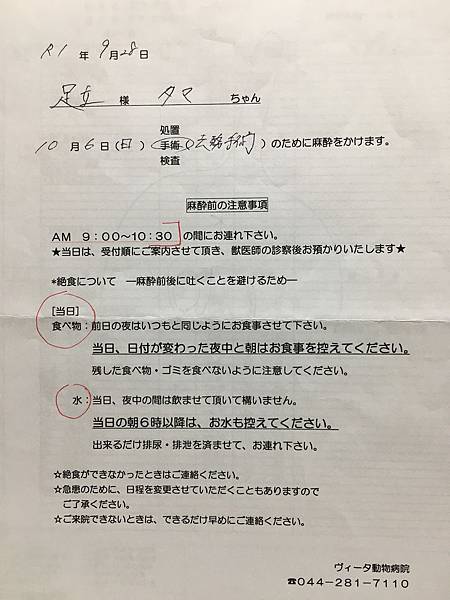 R1 年 9月28日
足立 様 タマ ちゃん
処置
10 月 6日(日)(手術(去勢手術)のために麻酔をかけます。
検査
麻酔前の注意事項
AM 9:00〜10:30 の間にお連れ下さい。
★当日は、受付順にご案内させて頂き、獣医師の診察後お預かりいたします★
*絶食について ―麻酔前後に吐くことを避けるため―
[当日]
食べ物:前日の夜はいつもと同じようにお食事させて下さい。
当日、日付が変わった夜中と朝はお食事を控えてください。
残した食べ物・ゴミを食べないように注意してください。
水:当日、夜中の間は飲ませて頂いて構いません。
当日の朝6時以降は、お水も控えてください。
出来るだけ排尿・排泄を済ませて、お連れ下さい。
☆絶食ができなかったときはご連絡ください。
☆急患のために、日程を変更させていただくこともありますので
ご了承ください。
☆ご来院できないときは、できるだけ早めにご連絡ください。
ヴィータ動物病院
☎044-281-7110